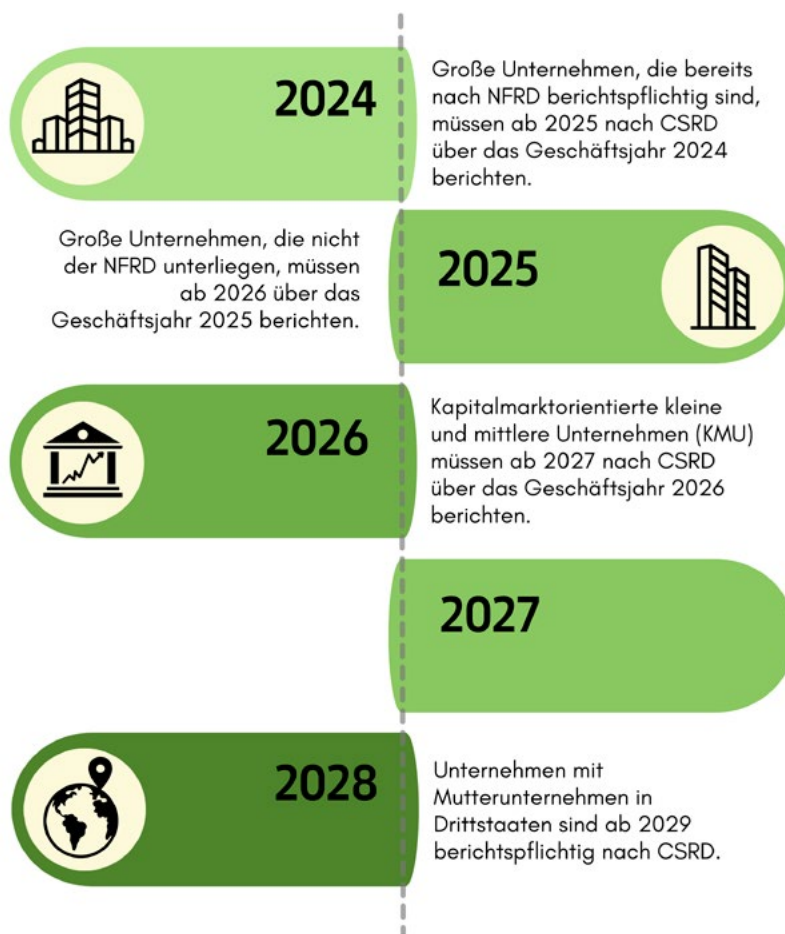 2024
Große Unternehmen, die bereits
nach NFRD berichtspflichtig sind,
müssen ab 2025 nach CSRD
über das Geschäftsjahr 2024
berichten.
Große Unternehmen, die nicht
der NFRD unterliegen, müssen
ab 2026 über das
Geschäftsjahr 2025 berichten.
2025
2026
Kapitalmarktorientierte kleine
und mittlere Unternehmen (KMU)
müssen ab 2027 nach CSRD
über das Geschäftsjahr 2026
berichten.
2027
2028
Unternehmen mit
Mutterunternehmen in
Drittstaaten sind ab 2029
berichtspflichtig nach CSRD.